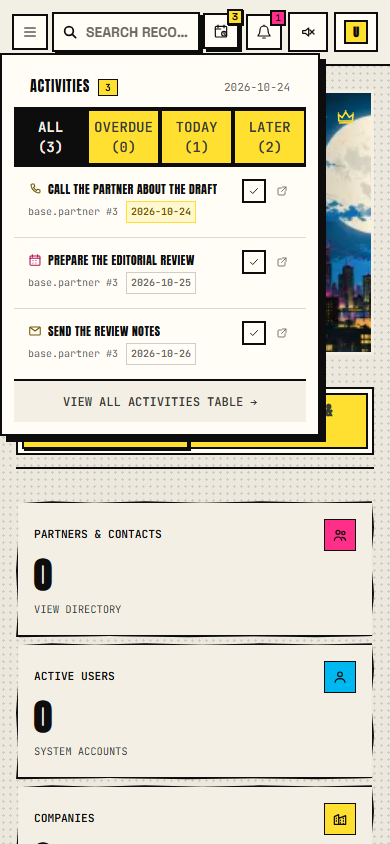 SEARCH RECO...
3
1
U
ACTIVITIES 3 2026-10-24
ALL (3)
OVERDUE (0)
TODAY (1)
LATER (2)
CALL THE PARTNER ABOUT THE DRAFT
base.partner #3 2026-10-24
PREPARE THE EDITORIAL REVIEW
base.partner #3 2026-10-25
SEND THE REVIEW NOTES
base.partner #3 2026-10-26
VIEW ALL ACTIVITIES TABLE →
&
PARTNERS & CONTACTS
0
VIEW DIRECTORY
ACTIVE USERS
0
SYSTEM ACCOUNTS
COMPANIES